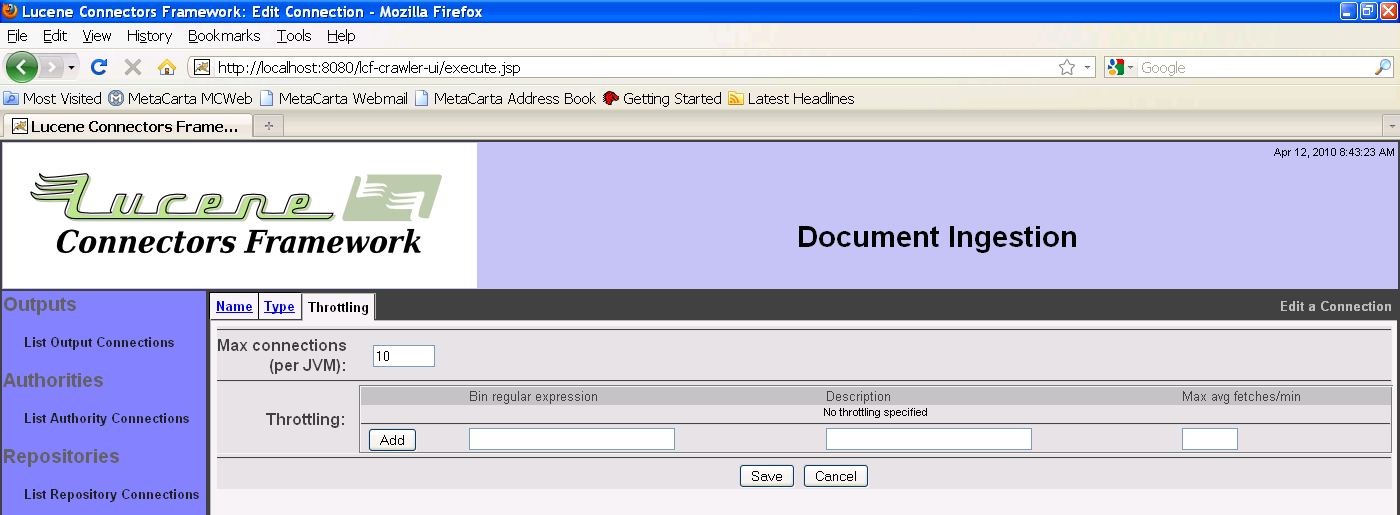 Lucene Connectors Framework: Edit Connection - Mozilla Firefox
File Edit View History Bookmarks Tools Help
http://localhost:8080/lcf-crawler-ui/execute.jsp
Google
Most Visited MetaCarta MCWeb MetaCarta Webmail MetaCarta Address Book Getting Started Latest Headlines
Lucene Connectors Frame...
Apr 12, 2010 8:43:23 AM
Lucene
Connectors Framework
Document Ingestion
Outputs
List Output Connections
Authorities
List Authority Connections
Repositories
List Repository Connections
Name Type Throttling
Edit a Connection
Max connections
(per JVM):
10
Throttling:
Bin regular expression Description Max avg fetches/min
No throttling specified
Add
Save Cancel